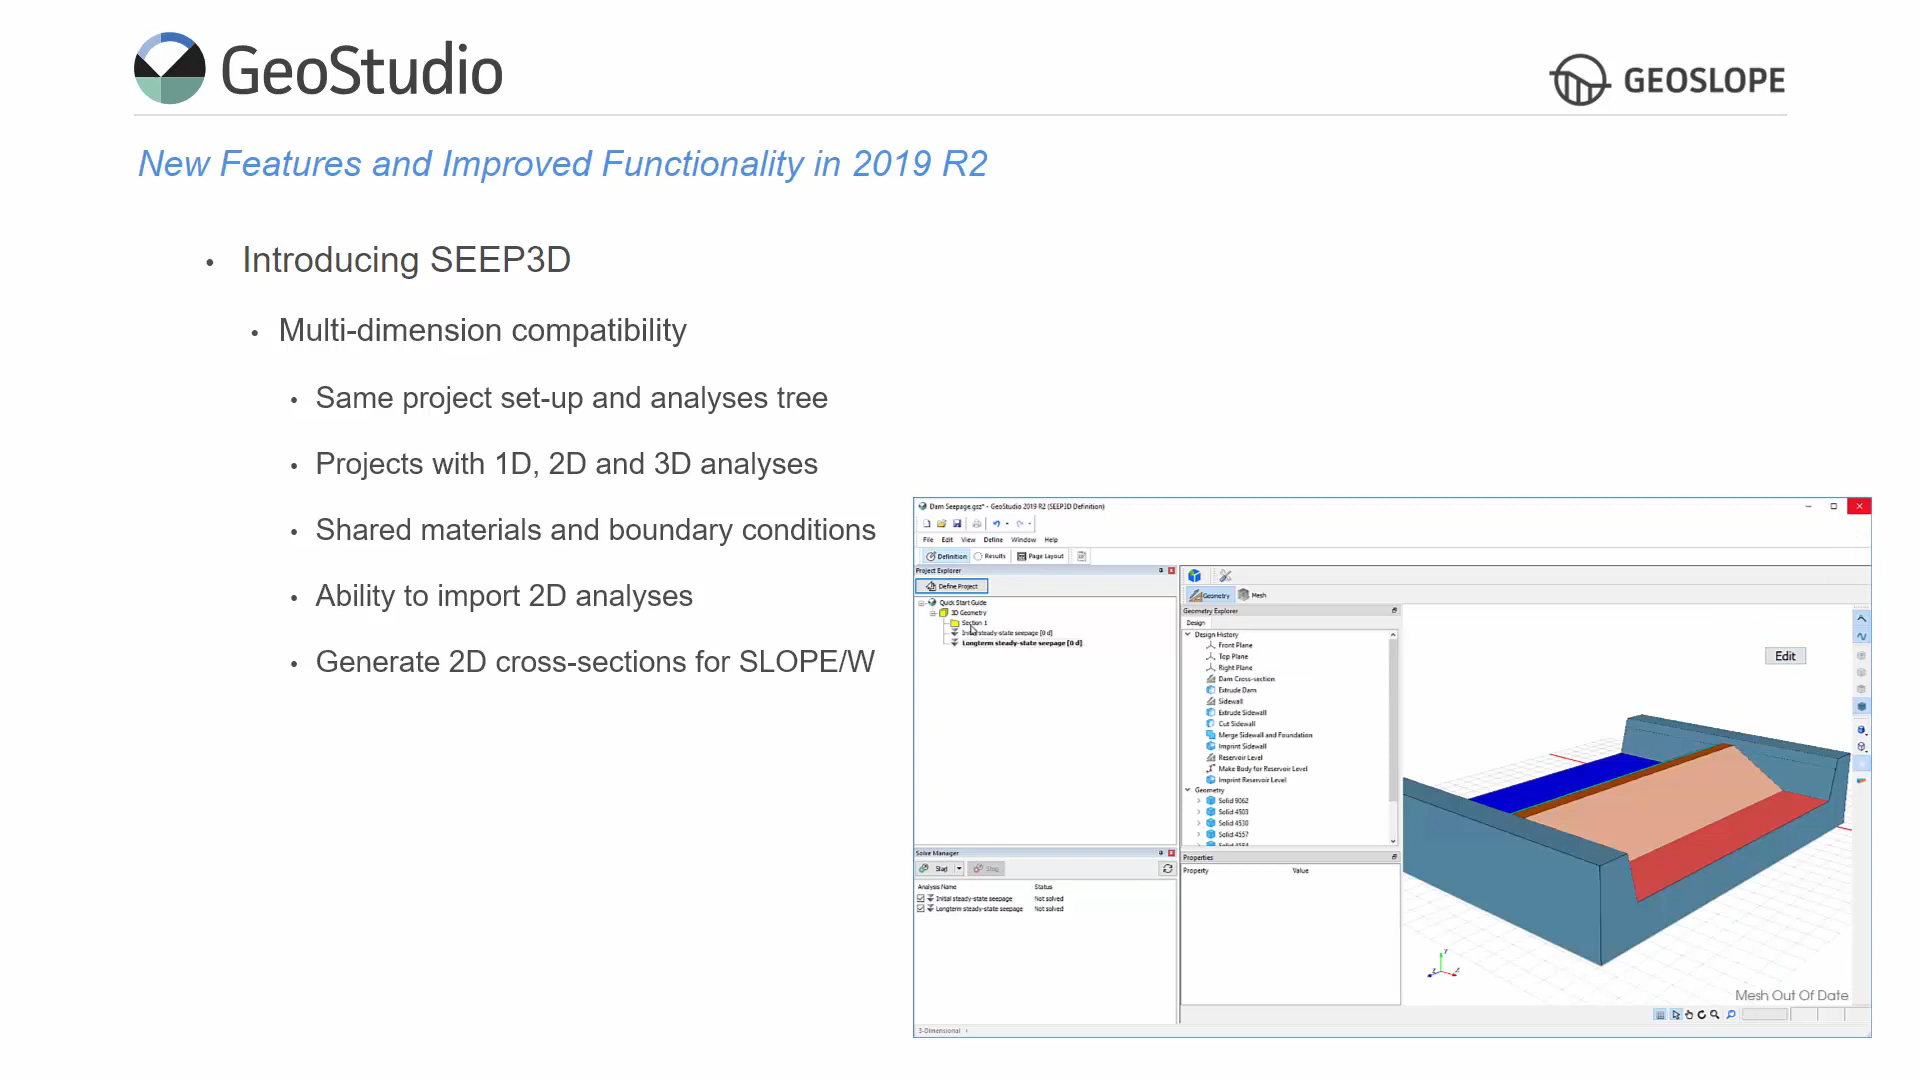 GeoStudio
GEOSLOPE
New Features and Improved Functionality in 2019 R2
• Introducing SEEP3D
• Multi-dimension compatibility
• Same project set-up and analyses tree
• Projects with 1D, 2D and 3D analyses
• Shared materials and boundary conditions
• Ability to import 2D analyses
• Generate 2D cross-sections for SLOPE/W
Dam Seepage.gsz* - GeoStudio 2019 R2 (SEEP3D Definition)
File Edit View Define Window Help
Definition Results Page Layout
Project Explorer
Define Project
Quick Start Guide
3D Geometry
Section 1
steady-state seepage [0 d]
Longterm steady-state seepage [0 d]
Geometry Mesh
Geometry Explorer
Design
Design History
Front Plane
Top Plane
Right Plane
Dam Cross-section
Extrude Dam
Sidewall
Extrude Sidewall
Cut Sidewall
Merge Sidewall and Foundation
Imprint Sidewall
Reservoir Level
Make Body for Reservoir Level
Imprint Reservoir Level
Geometry
Solid 9062
Solid 4503
Solid 4530
Solid 4557
Edit
Solve Manager
Start Stop
Analysis Name Status
Initial steady-state seepage Not solved
Longterm steady-state seepage Not solved
Properties
Property Value
Mesh Out Of Date
3-Dimensional